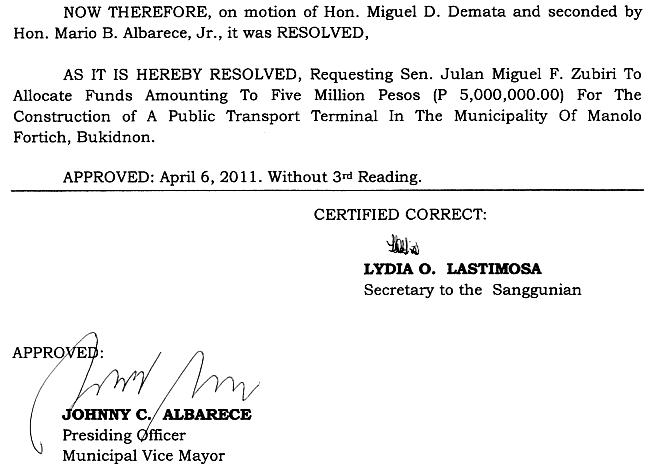 NOW THEREFORE, on motion of Hon. Miguel D. Demata and seconded by
Hon. Mario B. Albarece, Jr., it was RESOLVED,
AS IT IS HEREBY RESOLVED, Requesting Sen. Julan Miguel F. Zubiri To
Allocate Funds Amounting To Five Million Pesos (P 5,000,000.00) For The
Construction of A Public Transport Terminal In The Municipality Of Manolo
Fortich, Bukidnon.
APPROVED: April 6, 2011. Without 3rd Reading.
CERTIFIED CORRECT:
LYDIA O. LASTIMOSA
Secretary to the Sanggunian
APPROVED:
JOHNNY C. ALBARECE
Presiding Officer
Municipal Vice Mayor